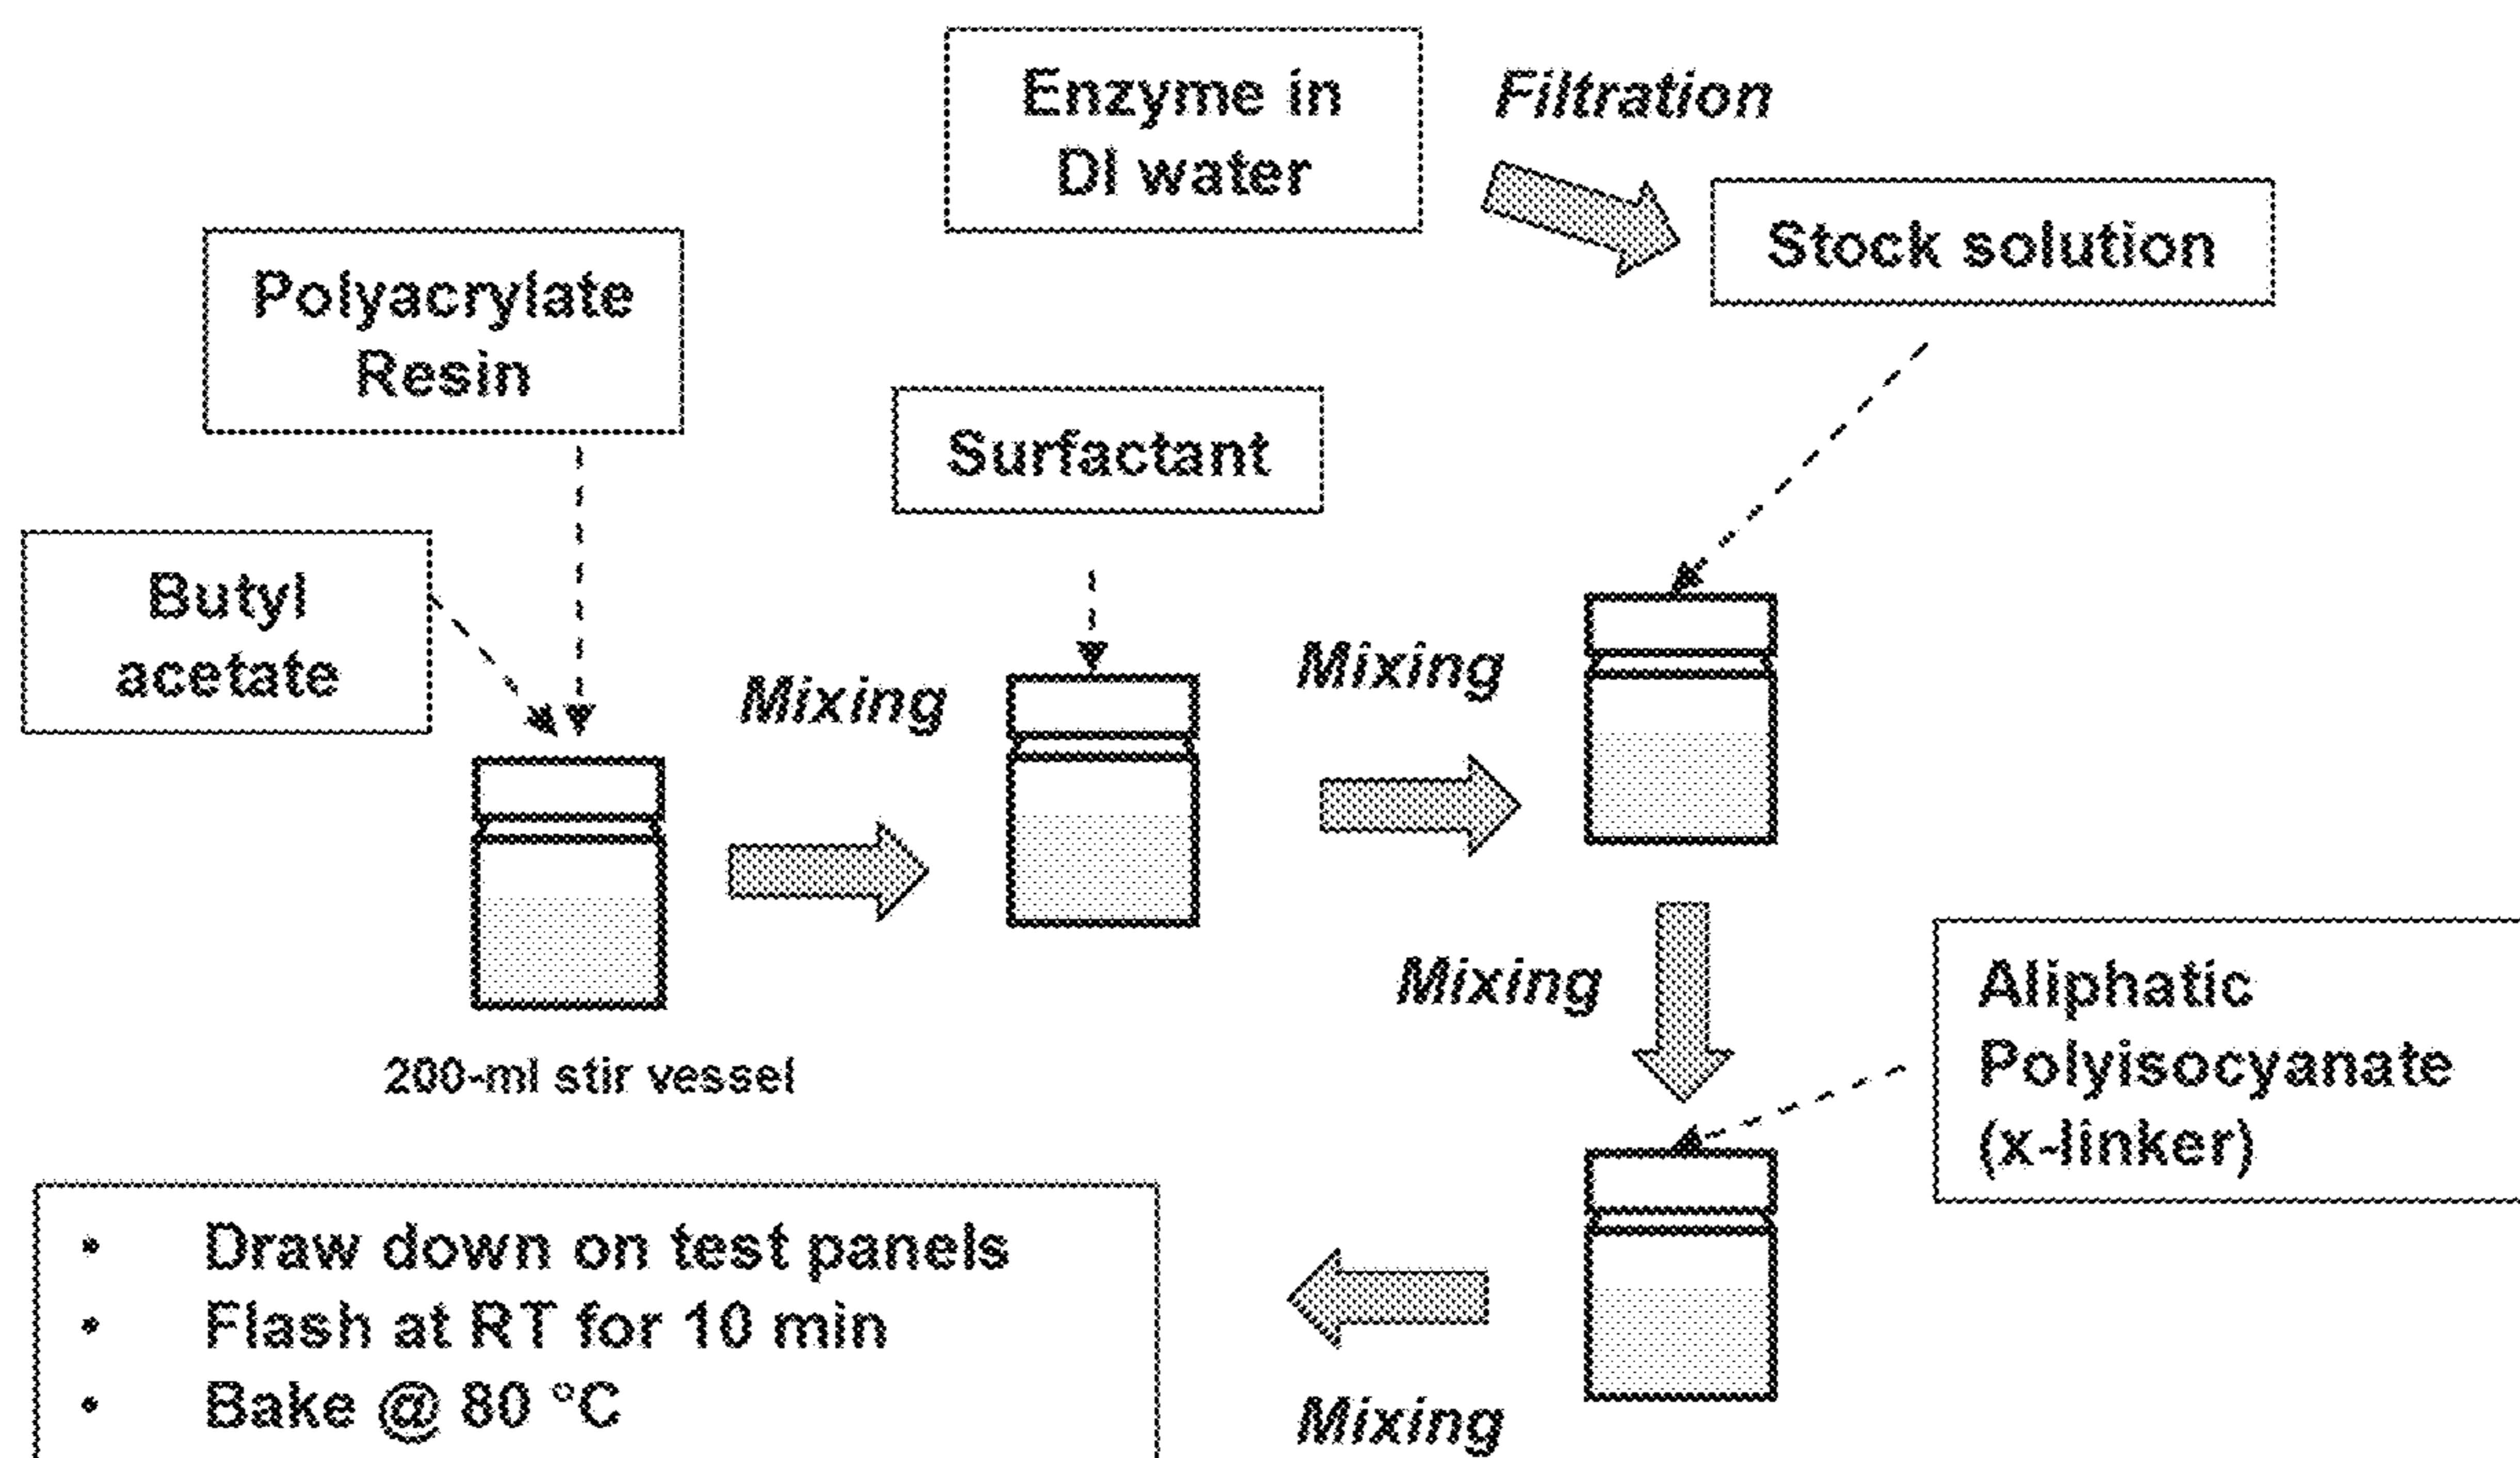 Enzyme in
DI water
Filtration
Stock solution
Polyacrylate
Resin
Surfactant
Butyl
acetate
Mixing
Mixing
200-ml stir vessel
Mixing
Aliphatic
Polyisocyanate
(x-linker)
• Draw down on test panels
• Flash at RT for 10 min
• Bake @ 80 °C
Mixing